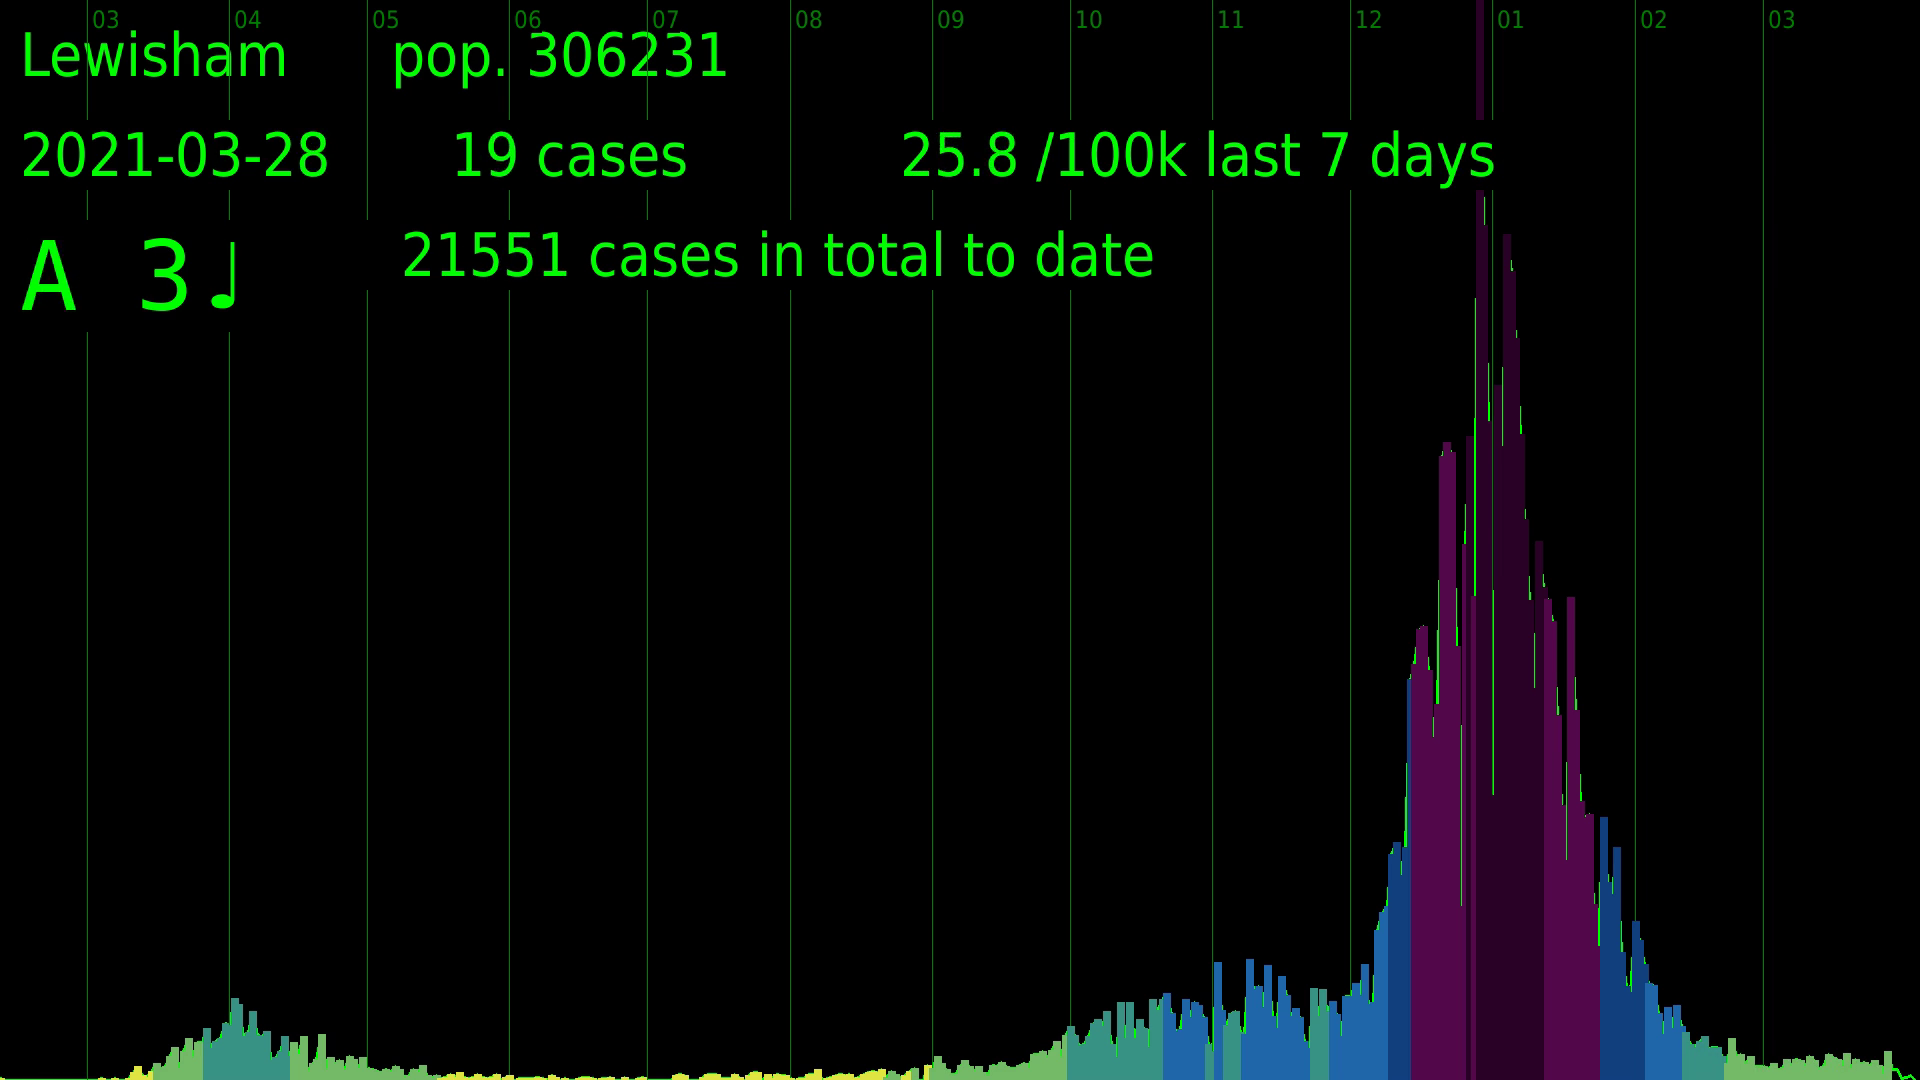 03 04 05 06 07 08 09 10 11 12 01 02 03
Lewisham pop. 306231
2021-03-28 19 cases 25.8 /100k last 7 days
A 3♩ 21551 cases in total to date